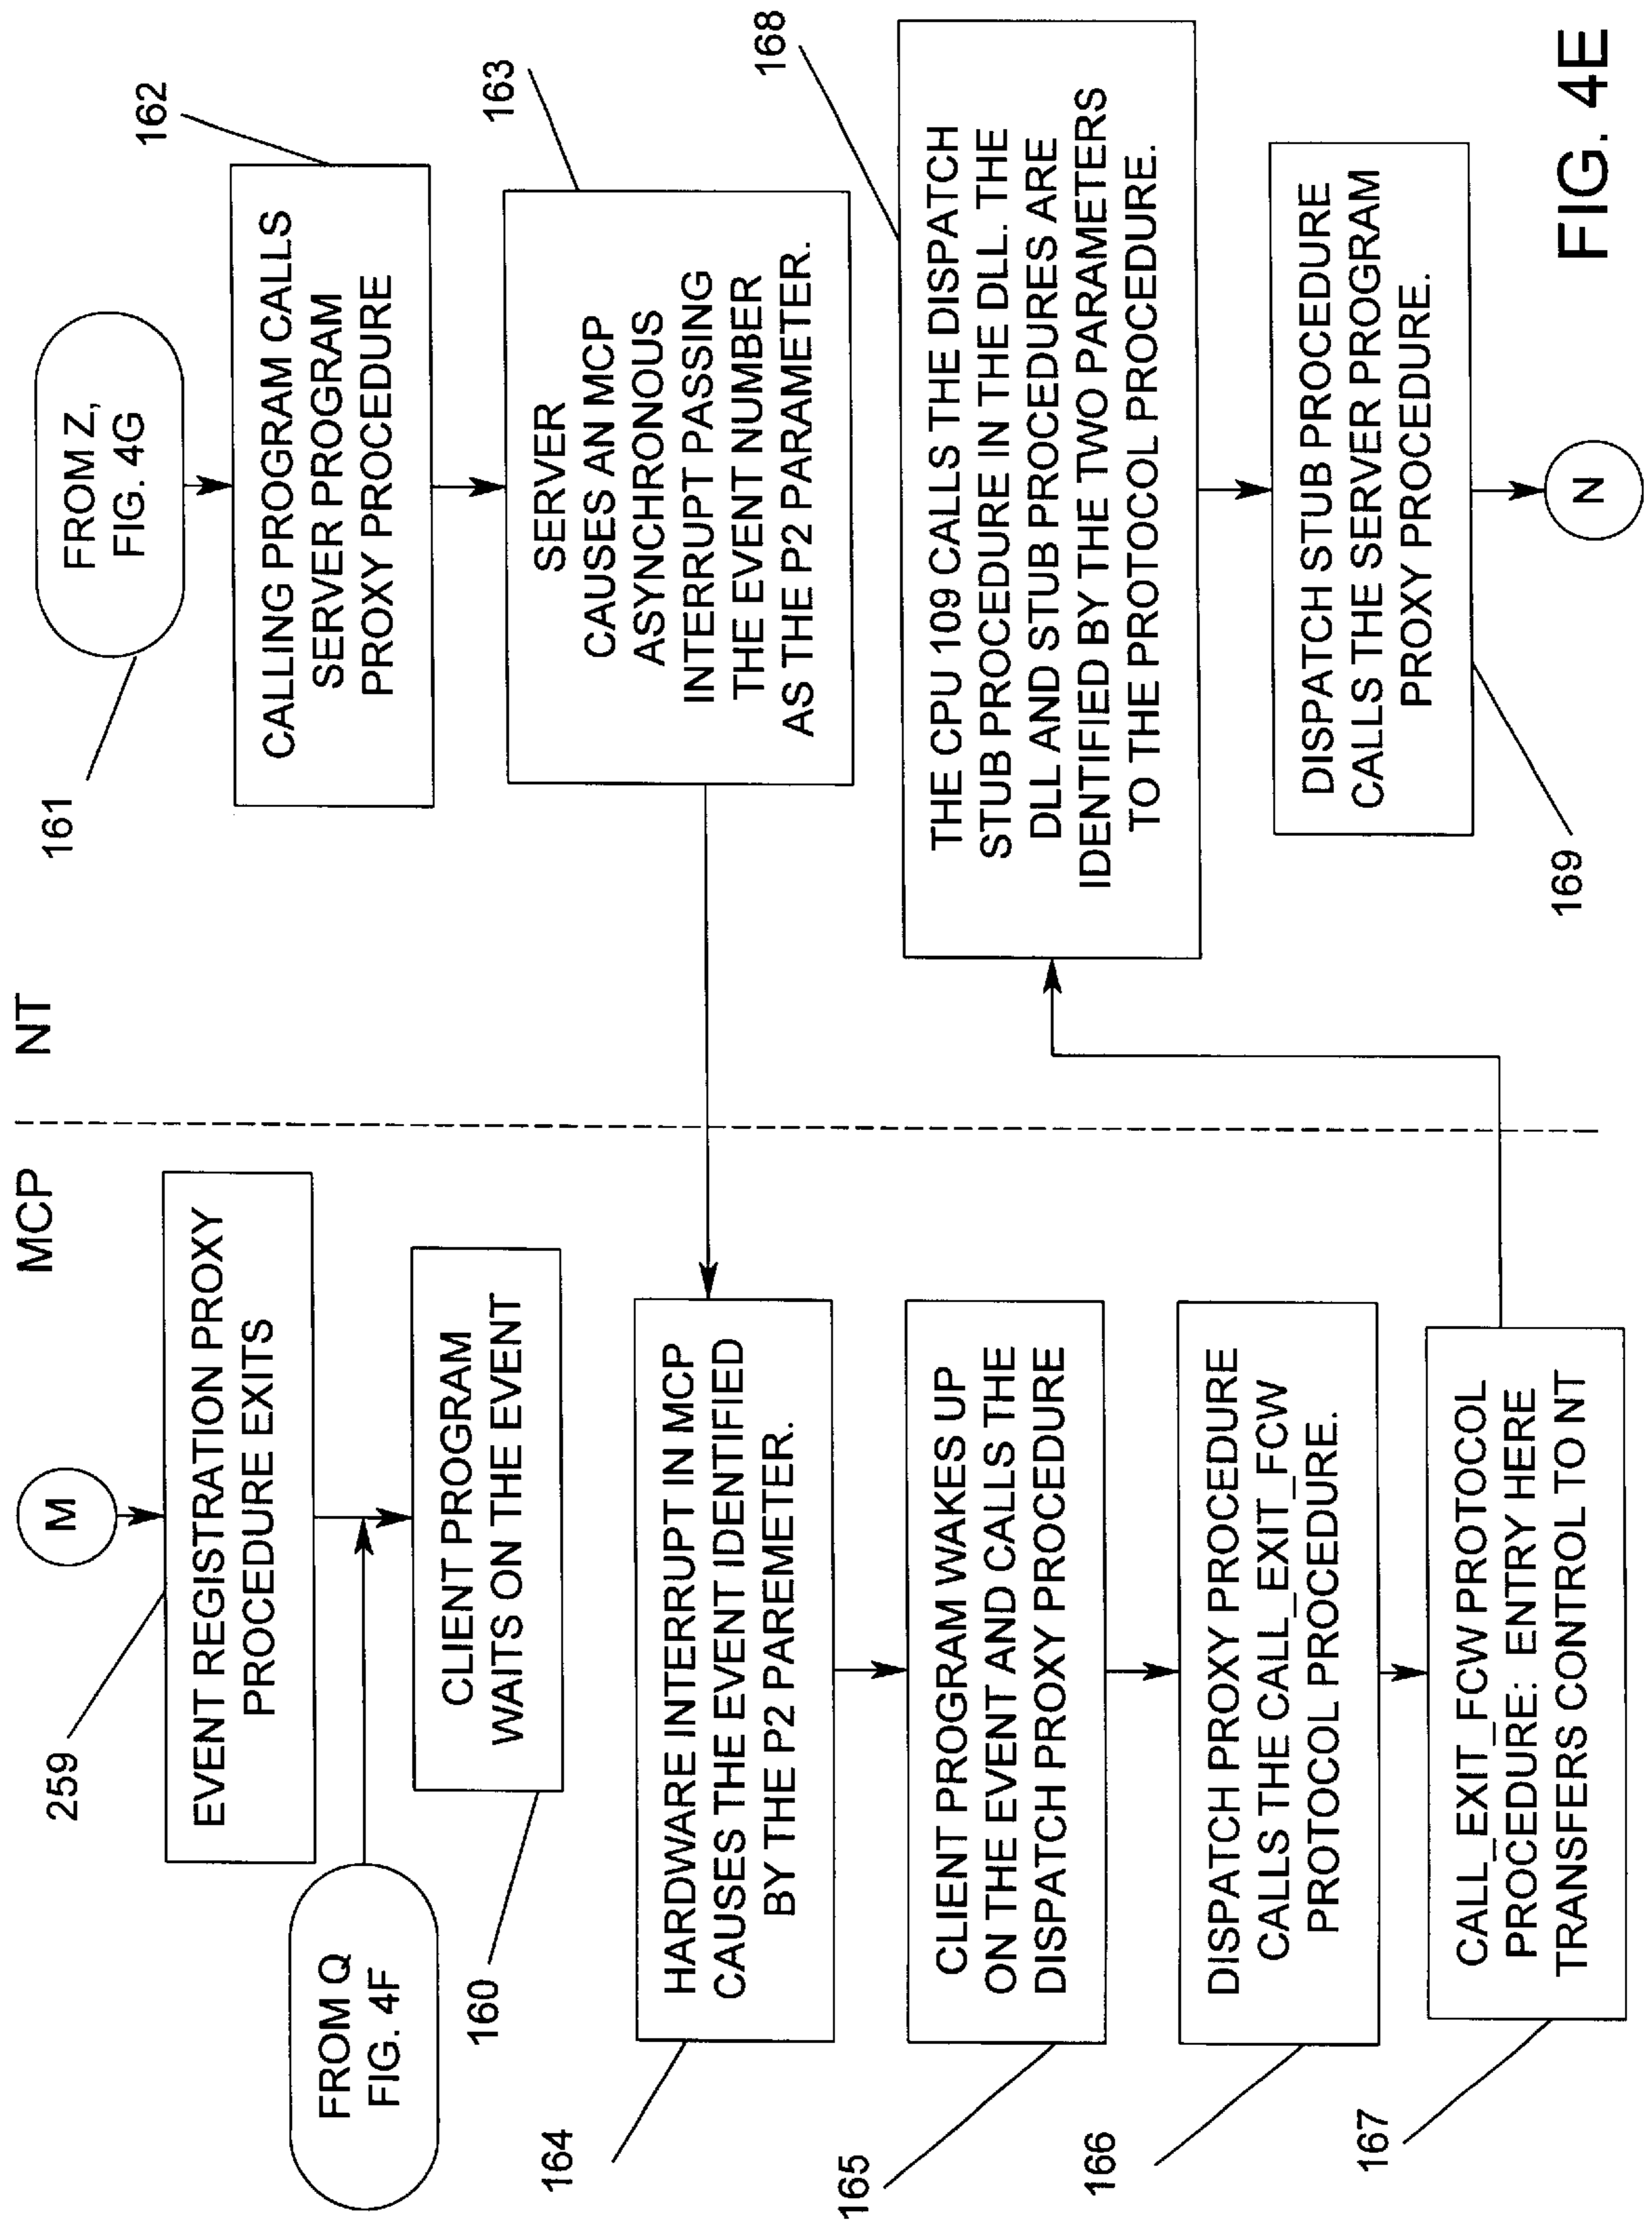 MCP
NT
M
259
EVENT REGISTRATION PROXY
PROCEDURE EXITS
FROM Q
FIG. 4F
160
CLIENT PROGRAM
WAITS ON THE EVENT
164
HARDWARE INTERRUPT IN MCP
CAUSES THE EVENT IDENTIFIED
BY THE P2 PAREMETER.
165
CLIENT PROGRAM WAKES UP
ON THE EVENT AND CALLS THE
DISPATCH PROXY PROCEDURE
166
DISPATCH PROXY PROCEDURE
CALLS THE CALL_EXIT_FCW
PROTOCOL PROCEDURE.
167
CALL_EXIT_FCW PROTOCOL
PROCEDURE: ENTRY HERE
TRANSFERS CONTROL TO NT
161
FROM Z,
FIG. 4G
162
CALLING PROGRAM CALLS
SERVER PROGRAM
PROXY PROCEDURE
163
SERVER
CAUSES AN MCP
ASYNCHRONOUS
INTERRUPT PASSING
THE EVENT NUMBER
AS THE P2 PARAMETER.
168
THE CPU 109 CALLS THE DISPATCH
STUB PROCEDURE IN THE DLL. THE
DLL AND STUB PROCEDURES ARE
IDENTIFIED BY THE TWO PARAMETERS
TO THE PROTOCOL PROCEDURE.
169
DISPATCH STUB PROCEDURE
CALLS THE SERVER PROGRAM
PROXY PROCEDURE.
N
FIG. 4E